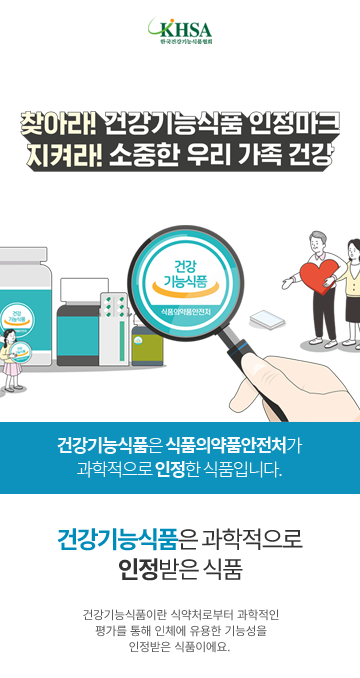 KHSA
한국건강기능식품협회
찾아라! 건강기능식품 인정마크
지켜라! 소중한 우리 가족 건강
건강
기능식품
식품의약품안전처
건강
기능식품
건강기능식품은 식품의약품안전처가
과학적으로 인정한 식품입니다.
건강기능식품은 과학적으로
인정받은 식품
건강기능식품이란 식약처로부터 과학적인
평가를 통해 인체에 유용한 기능성을
인정받은 식품이에요.